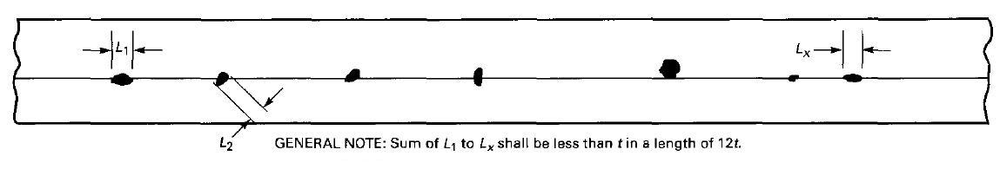 L1
Lx
L2
GENERAL NOTE: Sum of L1 to Lx shall be less than t in a length of 12t.